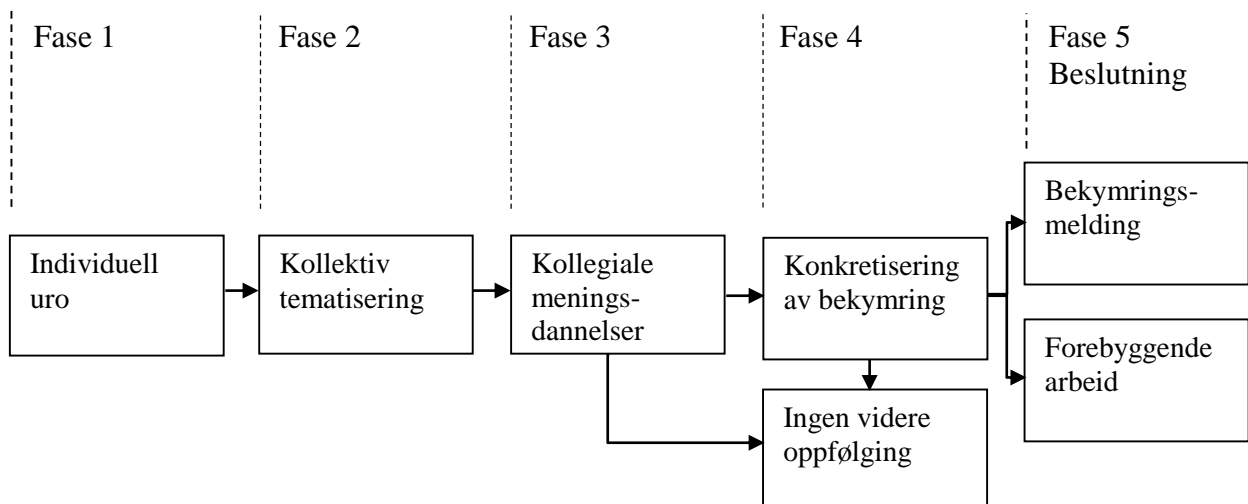 Fase 1
Fase 2
Fase 3
Fase 4
Fase 5
Beslutning
Individuell
uro
Kollektiv
tematisering
Kollegiale
menings-
dannelser
Konkretisering
av bekymring
Bekymrings-
melding
Forebyggende
arbeid
Ingen videre
oppfølging